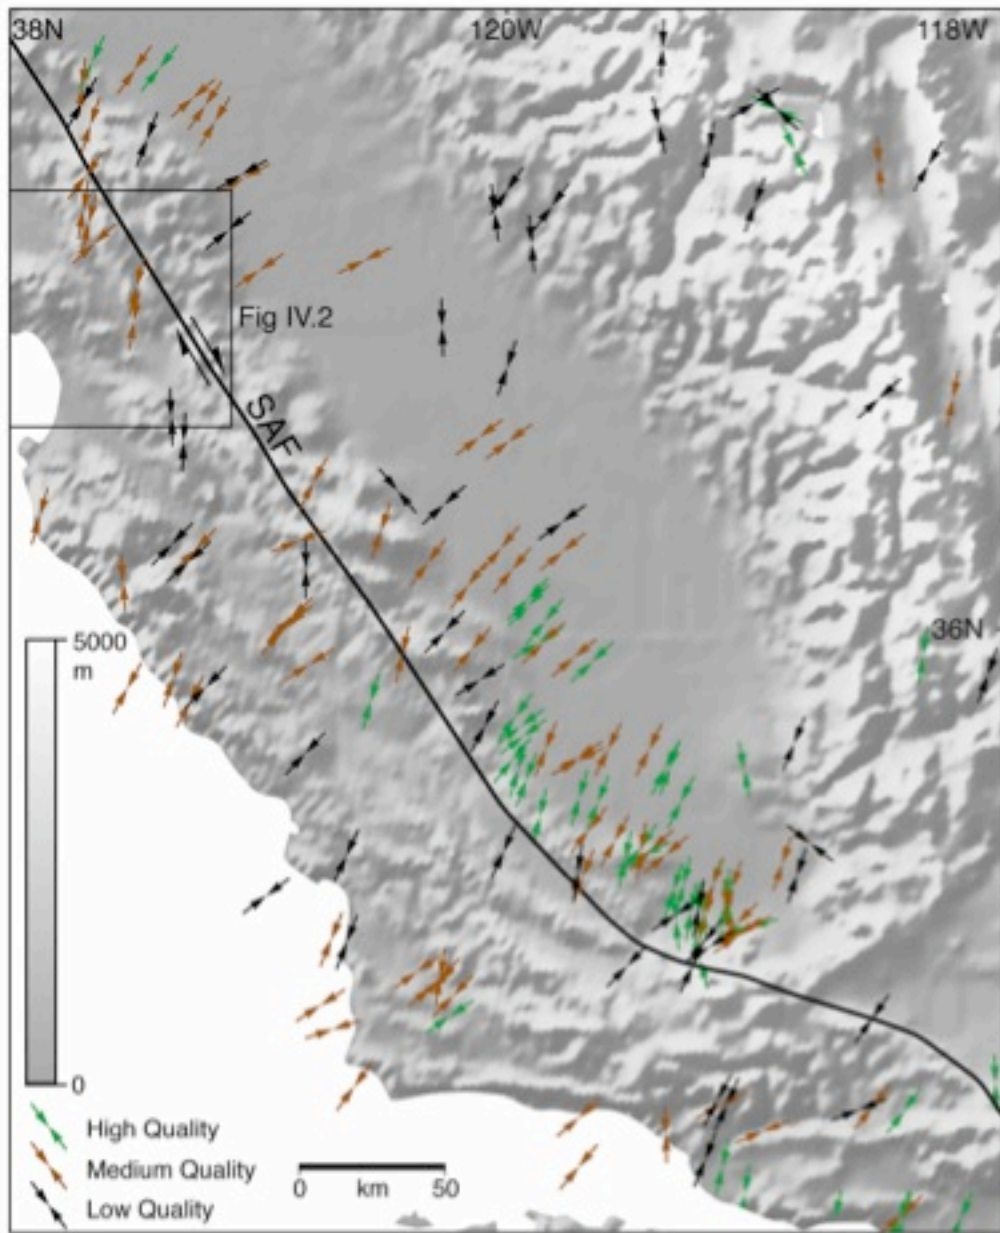 38N
120W
118W
Fig IV.2
SAF
36N
5000
m
0
High Quality
Medium Quality
Low Quality
0 km 50